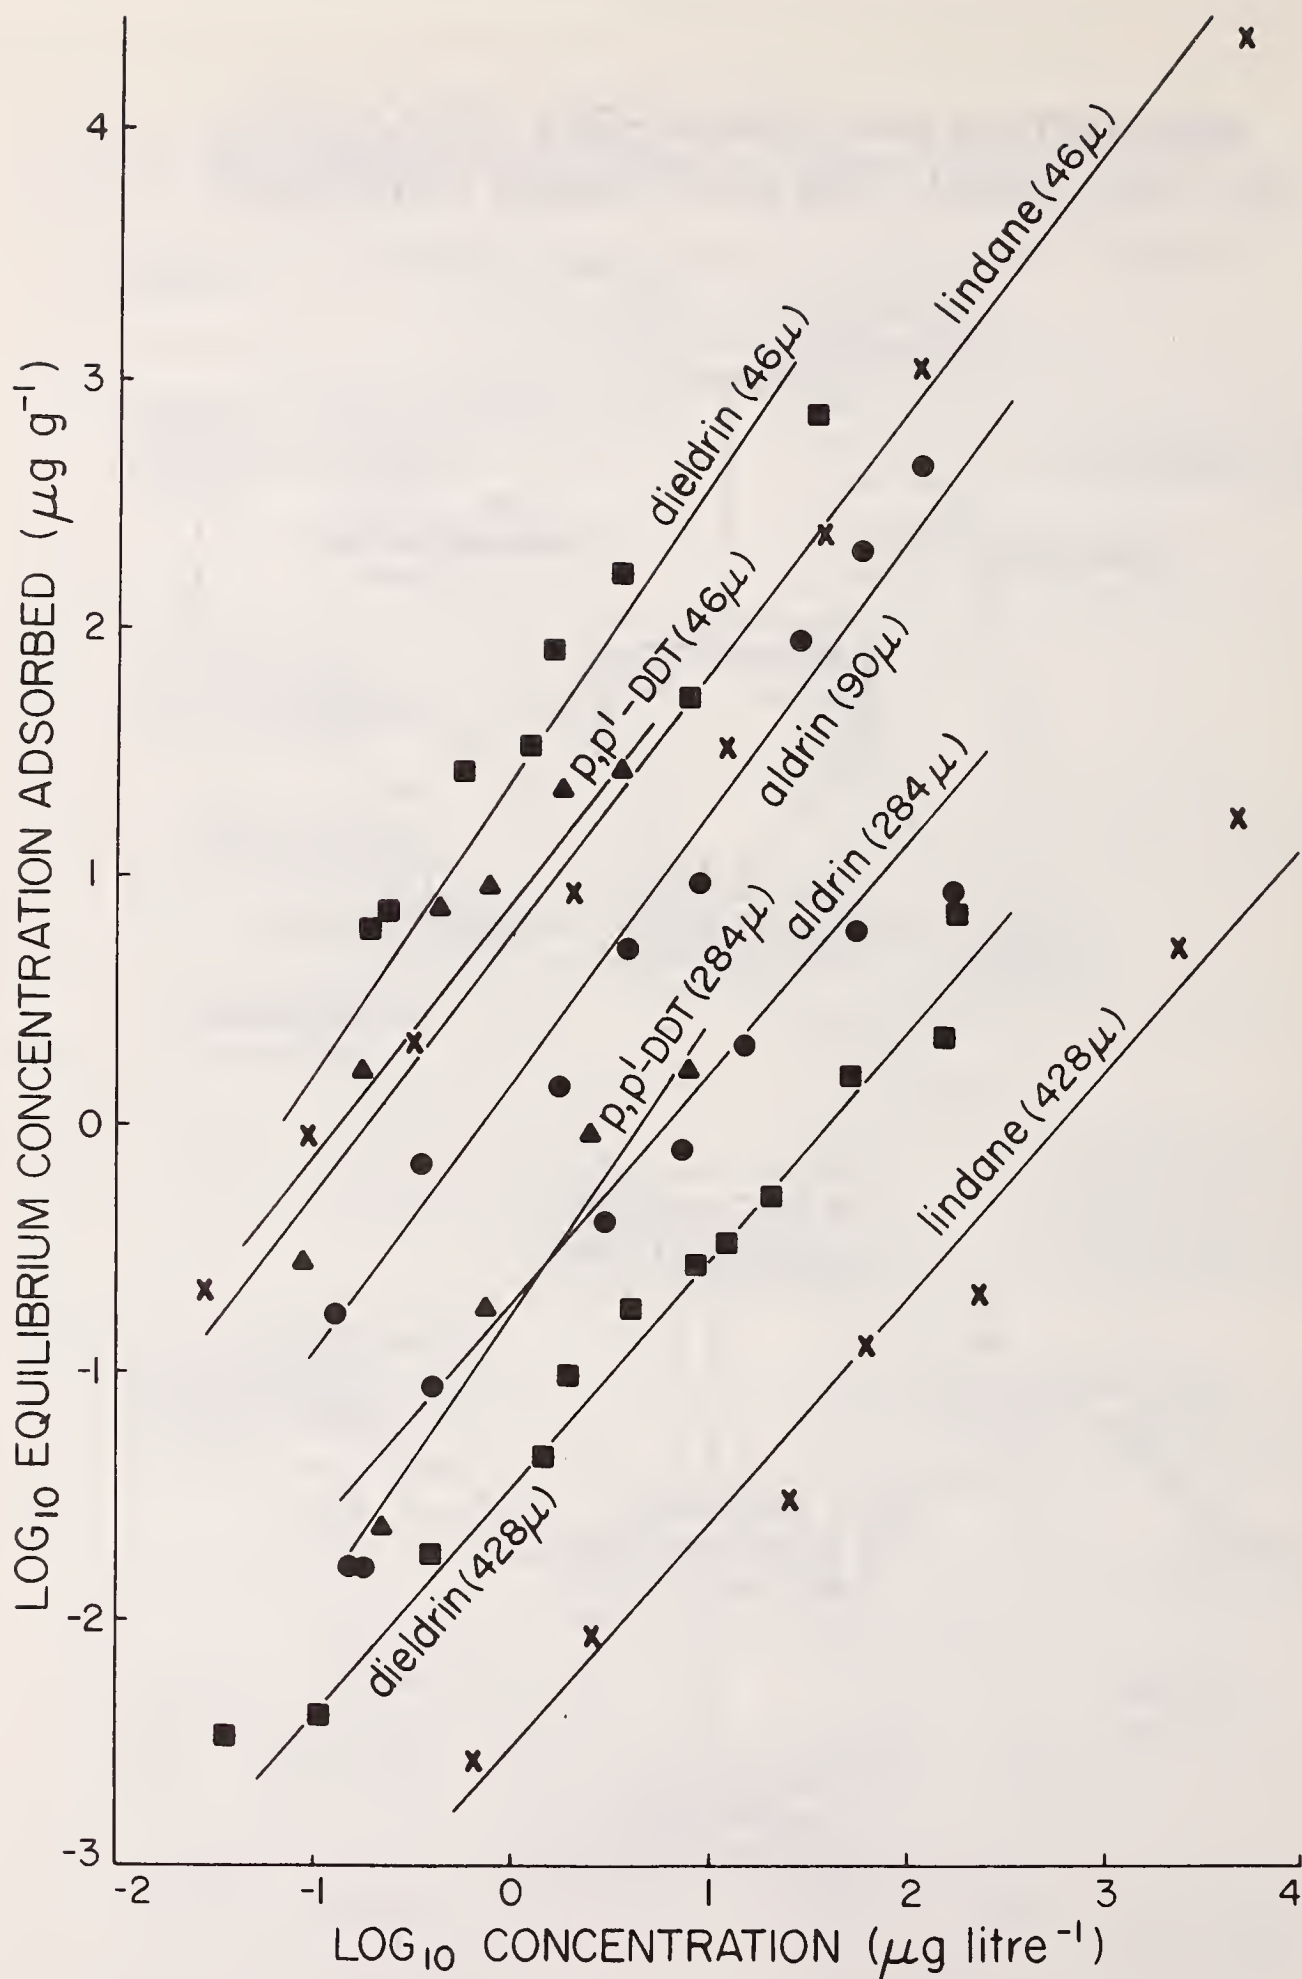 LOG₁₀ EQUILIBRIUM CONCENTRATION ADSORBED (μg g⁻¹)
4
3
2
1
0
-1
-2
-3
lindane (46μ)
dieldrin (46μ)
p,p'-DDT (46μ)
aldrin (90μ)
aldrin (284μ)
p,p'-DDT (284μ)
lindane (428μ)
dieldrin (428μ)
-2 -1 0 1 2 3 4
LOG₁₀ CONCENTRATION (μg litre⁻¹)